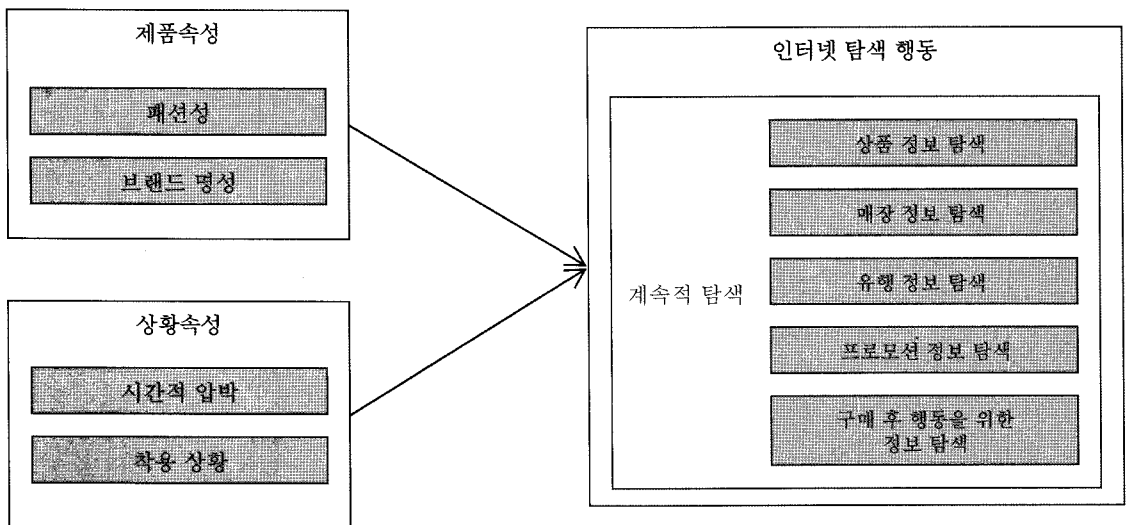 제품속성
패션성
브랜드 명성
상황속성
시간적 압박
착용 상황
인터넷 탐색 행동
계속적 탐색
상품 정보 탐색
매장 정보 탐색
유행 정보 탐색
프로모션 정보 탐색
구매 후 행동을 위한
정보 탐색